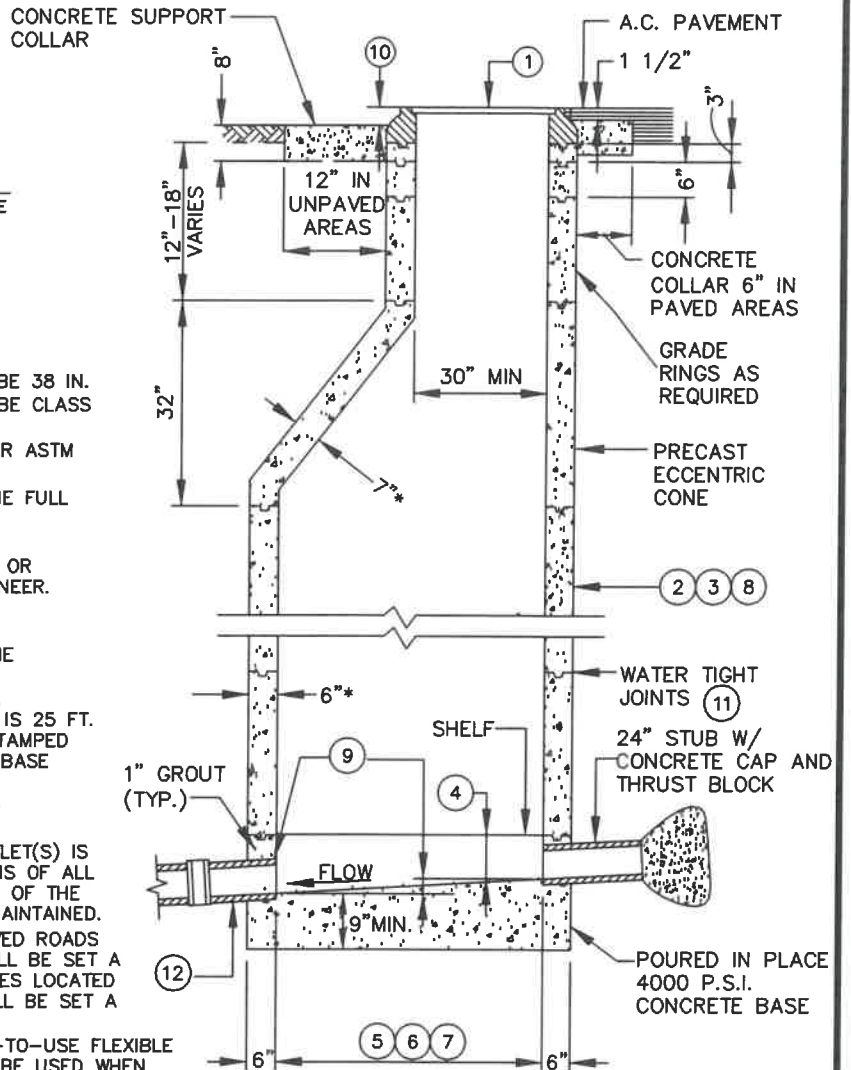 CONCRETE SUPPORT
COLLAR
8"
10
1
A.C. PAVEMENT
1 1/2"
3"
6"
12" IN
UNPAVED
AREAS
12"-18"
VARIES
CONCRETE
COLLAR 6" IN
PAVED AREAS
GRADE
RINGS AS
REQUIRED
32"
30" MIN
7"*
PRECAST
ECCENTRIC
CONE
2 3 8
BE 38 IN.
BE CLASS
R ASTM
E FULL
OR
NEER.
IS 25 FT.
TAMPED
BASE
LET(S) IS
IS OF ALL
OF THE
AINTAINED.
VED ROADS
LL BE SET A
ES LOCATED
LL BE SET A
-TO-USE FLEXIBLE
BE USED WHEN
6"*
WATER TIGHT
JOINTS 11
SHELF
9
4
24" STUB W/
CONCRETE CAP AND
THRUST BLOCK
1" GROUT
(TYP.)
FLOW
9"MIN.
12
POURED IN PLACE
4000 P.S.I.
CONCRETE BASE
6"
5 6 7
6"